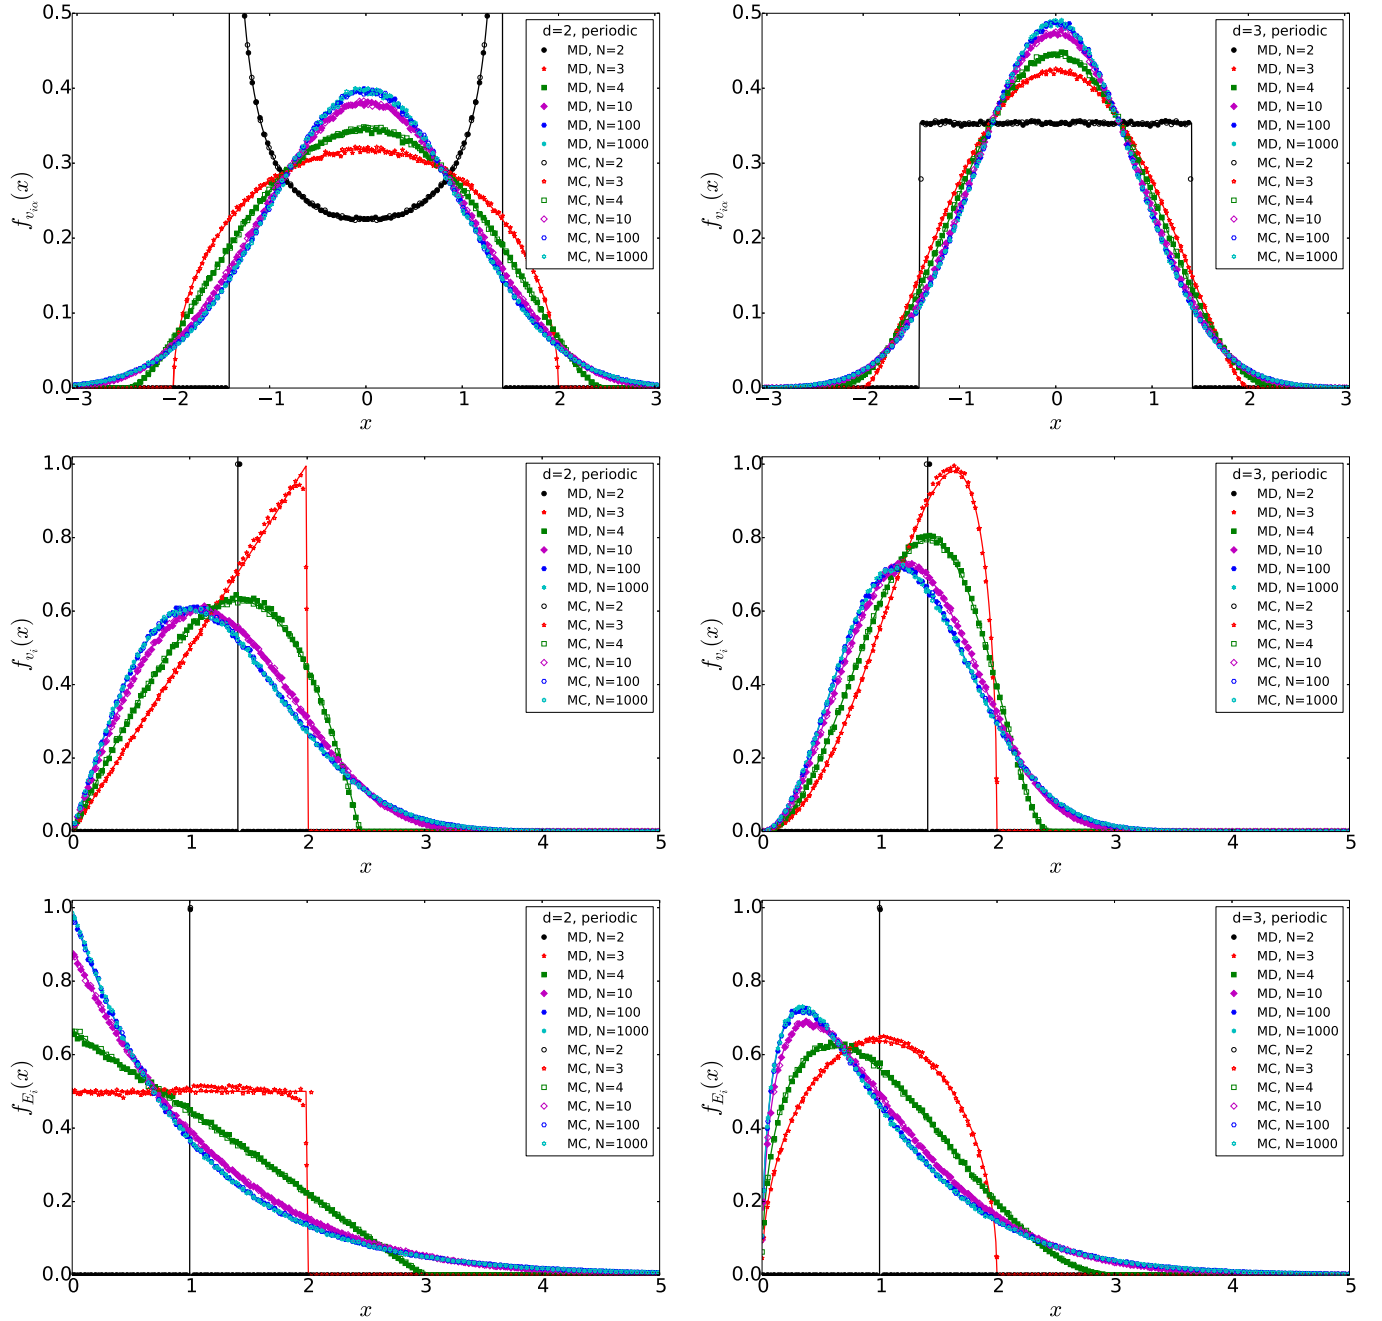 0.5
0.4
0.3
0.2
0.1
0.0
−3
−2
−1
0
1
2
3
x
f_{v_{iα}}(x)
d=2, periodic
MD, N=2
MD, N=3
MD, N=4
MD, N=10
MD, N=100
MD, N=1000
MC, N=2
MC, N=3
MC, N=4
MC, N=10
MC, N=100
MC, N=1000
0.5
0.4
0.3
0.2
0.1
0.0
−3
−2
−1
0
1
2
3
x
f_{v_{iα}}(x)
d=3, periodic
MD, N=2
MD, N=3
MD, N=4
MD, N=10
MD, N=100
MD, N=1000
MC, N=2
MC, N=3
MC, N=4
MC, N=10
MC, N=100
MC, N=1000
1.0
0.8
0.6
0.4
0.2
0.0
0
1
2
3
4
5
x
f_{v_i}(x)
d=2, periodic
MD, N=2
MD, N=3
MD, N=4
MD, N=10
MD, N=100
MD, N=1000
MC, N=2
MC, N=3
MC, N=4
MC, N=10
MC, N=100
MC, N=1000
1.0
0.8
0.6
0.4
0.2
0.0
0
1
2
3
4
5
x
f_{v_i}(x)
d=3, periodic
MD, N=2
MD, N=3
MD, N=4
MD, N=10
MD, N=100
MD, N=1000
MC, N=2
MC, N=3
MC, N=4
MC, N=10
MC, N=100
MC, N=1000
1.0
0.8
0.6
0.4
0.2
0.0
0
1
2
3
4
5
x
f_{E_i}(x)
d=2, periodic
MD, N=2
MD, N=3
MD, N=4
MD, N=10
MD, N=100
MD, N=1000
MC, N=2
MC, N=3
MC, N=4
MC, N=10
MC, N=100
MC, N=1000
1.0
0.8
0.6
0.4
0.2
0.0
0
1
2
3
4
5
x
f_{E_i}(x)
d=3, periodic
MD, N=2
MD, N=3
MD, N=4
MD, N=10
MD, N=100
MD, N=1000
MC, N=2
MC, N=3
MC, N=4
MC, N=10
MC, N=100
MC, N=1000